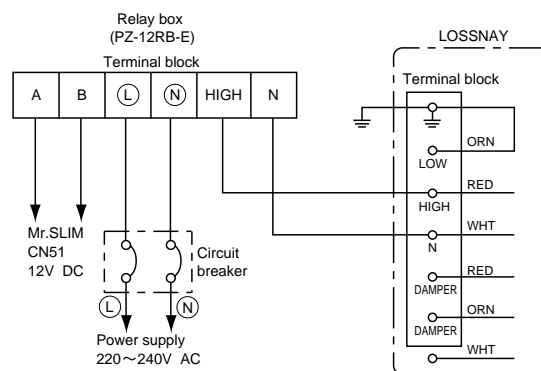 Relay box
(PZ-12RB-E)
Terminal block
A B L N HIGH N
LOSSNAY
Terminal block
ORN
LOW
RED
HIGH
WHT
N
RED
DAMPER
ORN
DAMPER
WHT
Mr.SLIM
CN51
12V DC
Circuit
breaker
L N
Power supply
220～240V AC